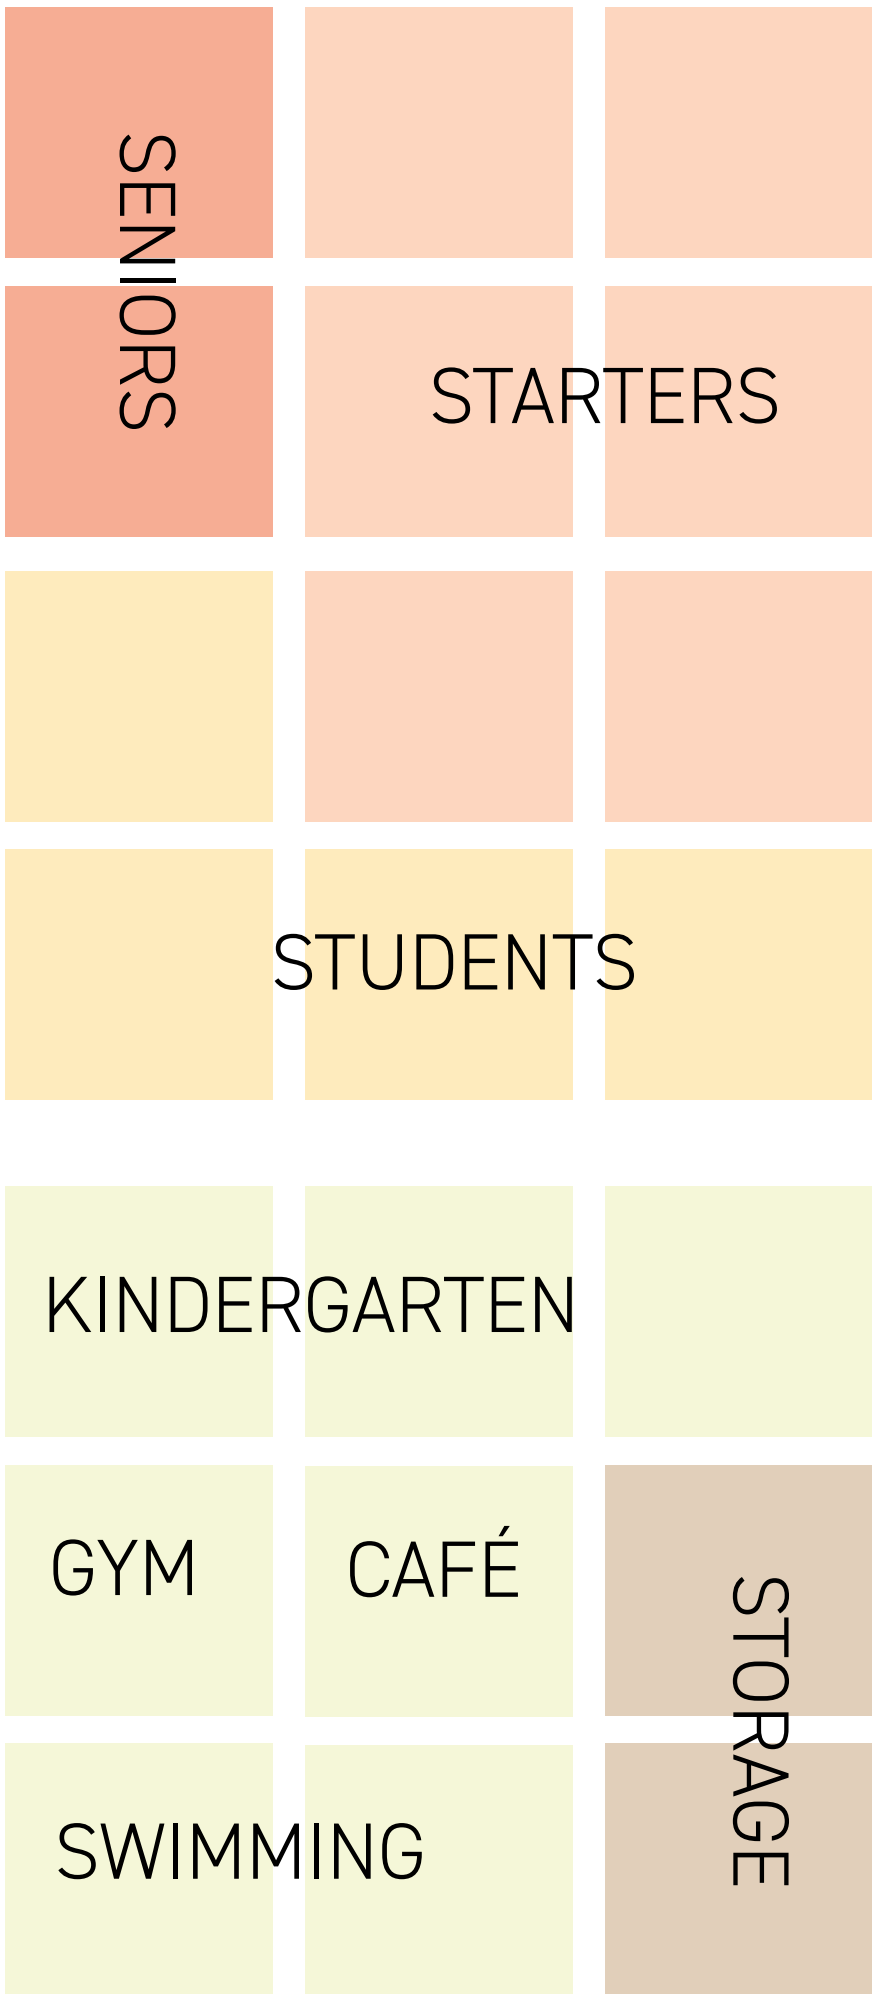 SENIORS
STARTERS
STUDENTS
KINDERGARTEN
GYM
CAFÉ
STORAGE
SWIMMING